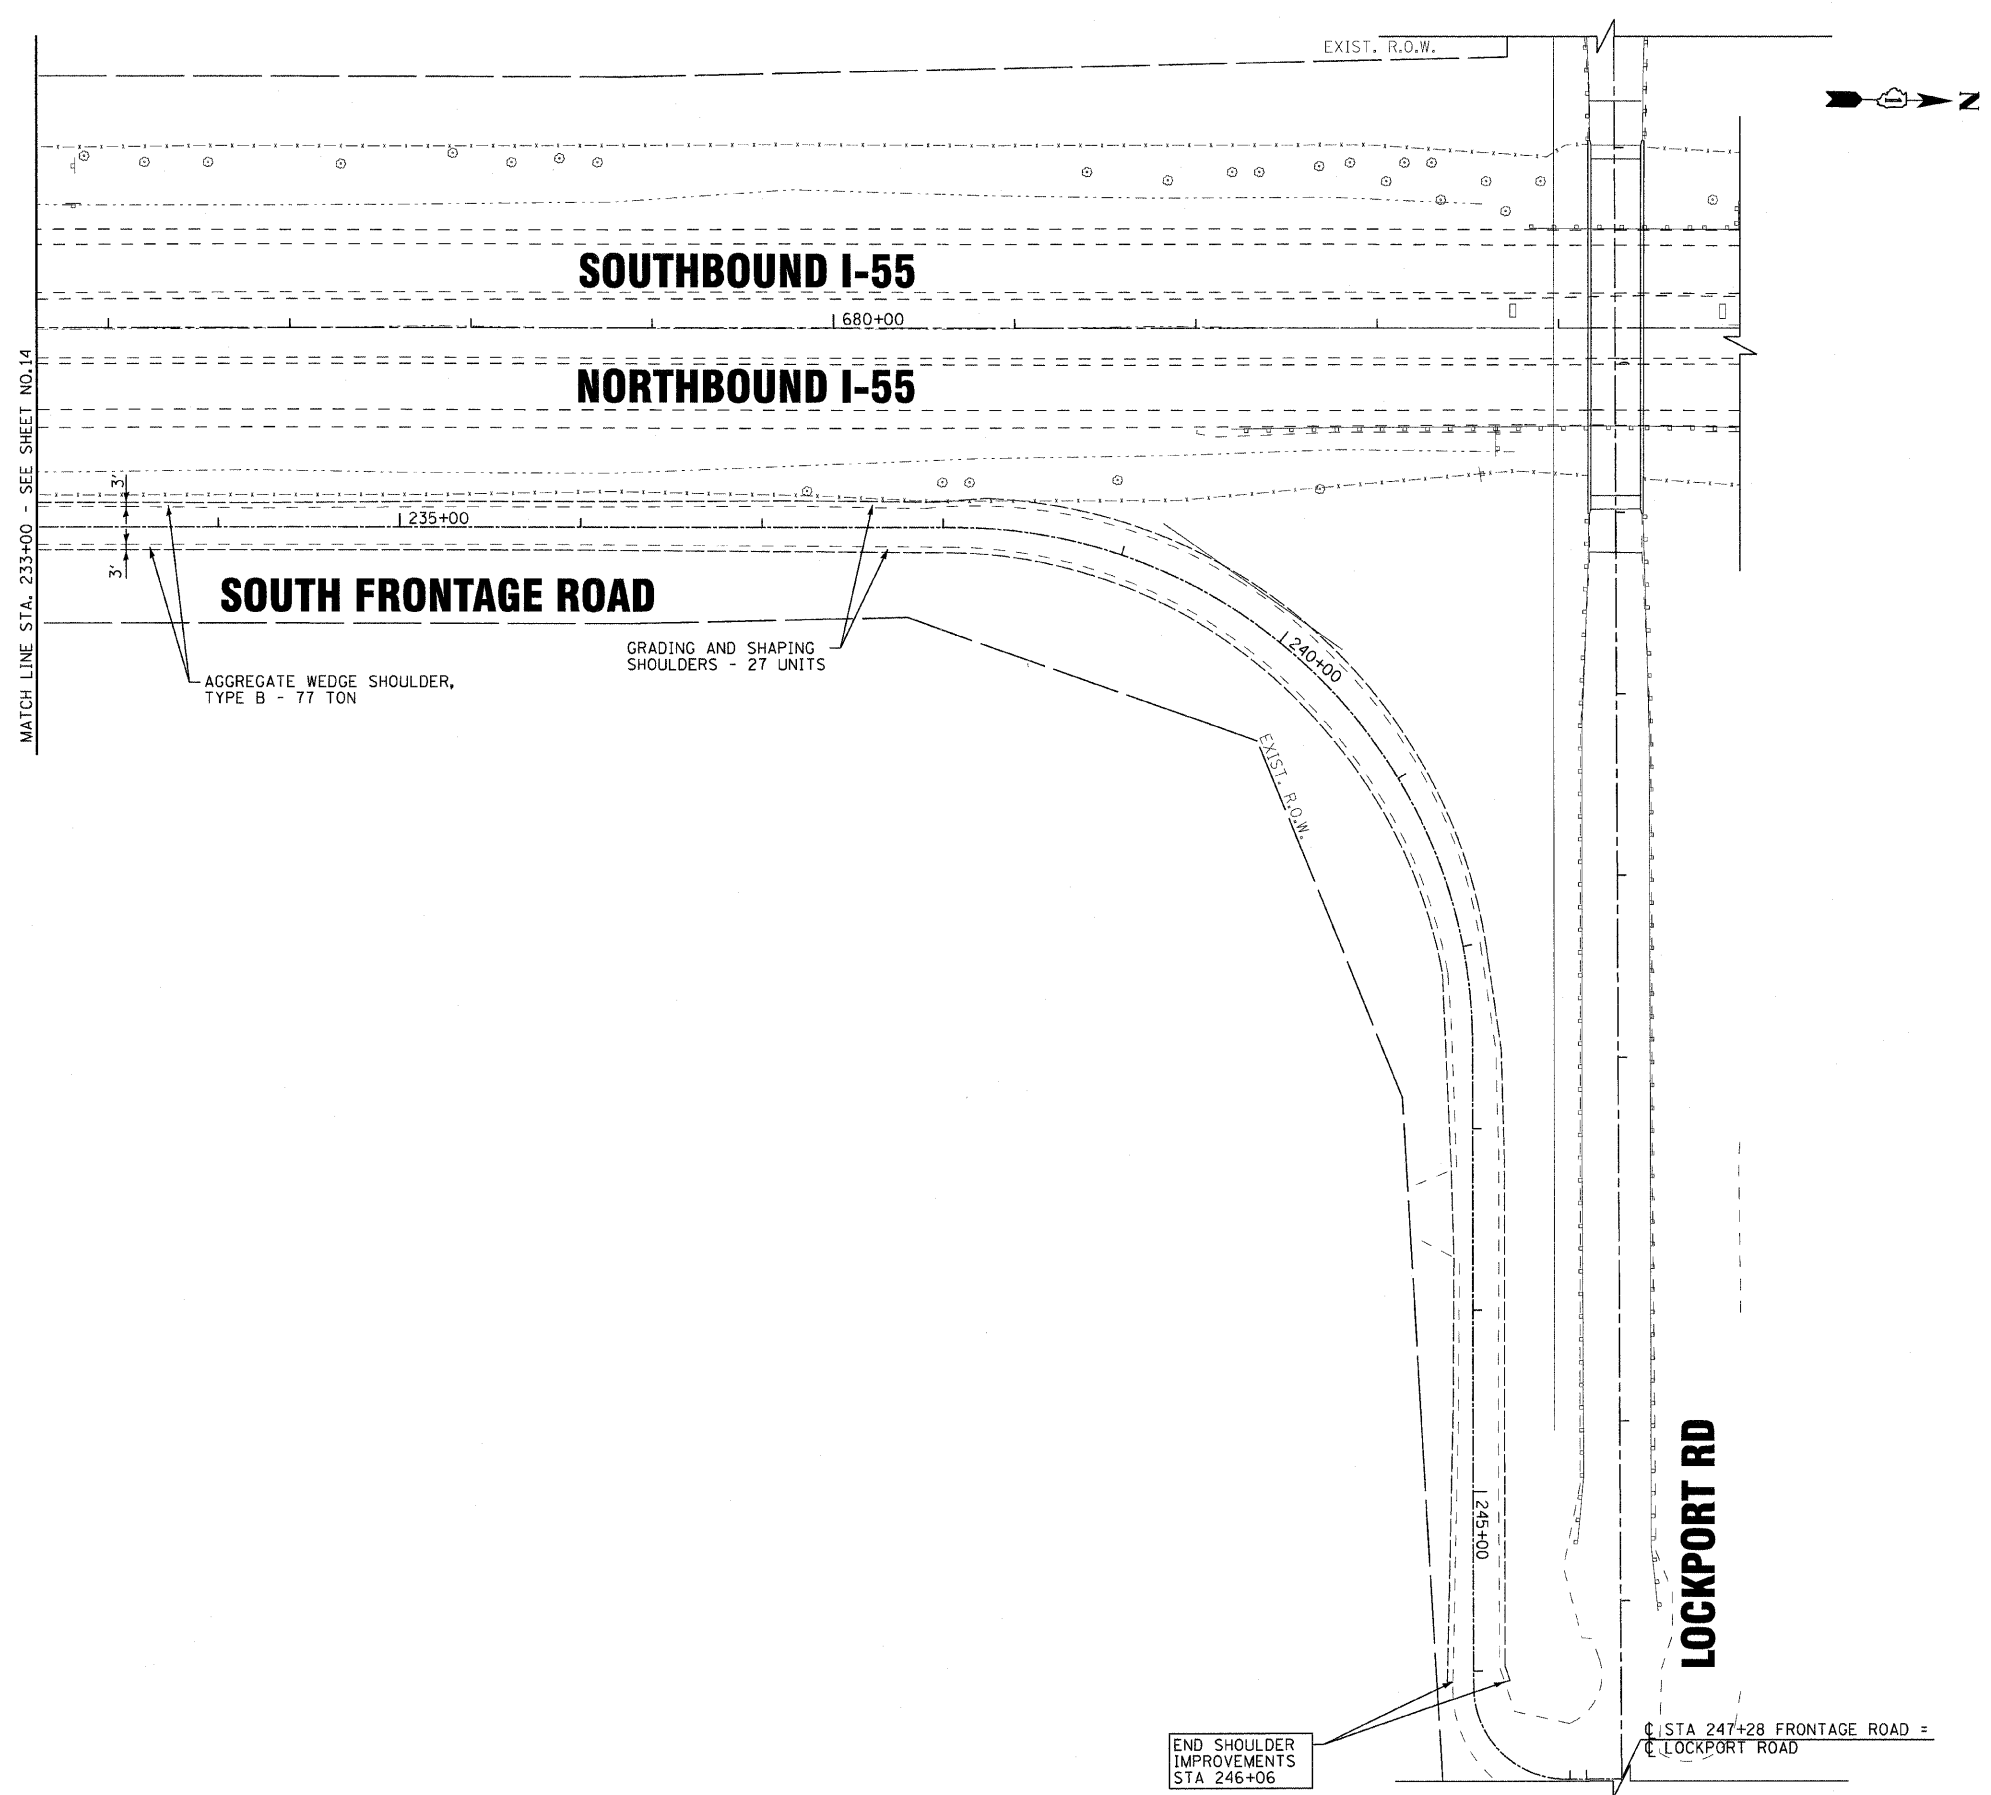 EXIST. R.O.W.
N
SOUTHBOUND I-55
680+00
NORTHBOUND I-55
MATCH LINE STA. 233+00 - SEE SHEET NO.14
3'
235+00
3'
SOUTH FRONTAGE ROAD
GRADING AND SHAPING
SHOULDERS - 27 UNITS
AGGREGATE WEDGE SHOULDER,
TYPE B - 77 TON
240+00
EXIST. R.O.W.
245+00
LOCKPORT RD
END SHOULDER
IMPROVEMENTS
STA 246+06
℄ STA 247+28 FRONTAGE ROAD =
℄ LOCKPORT ROAD